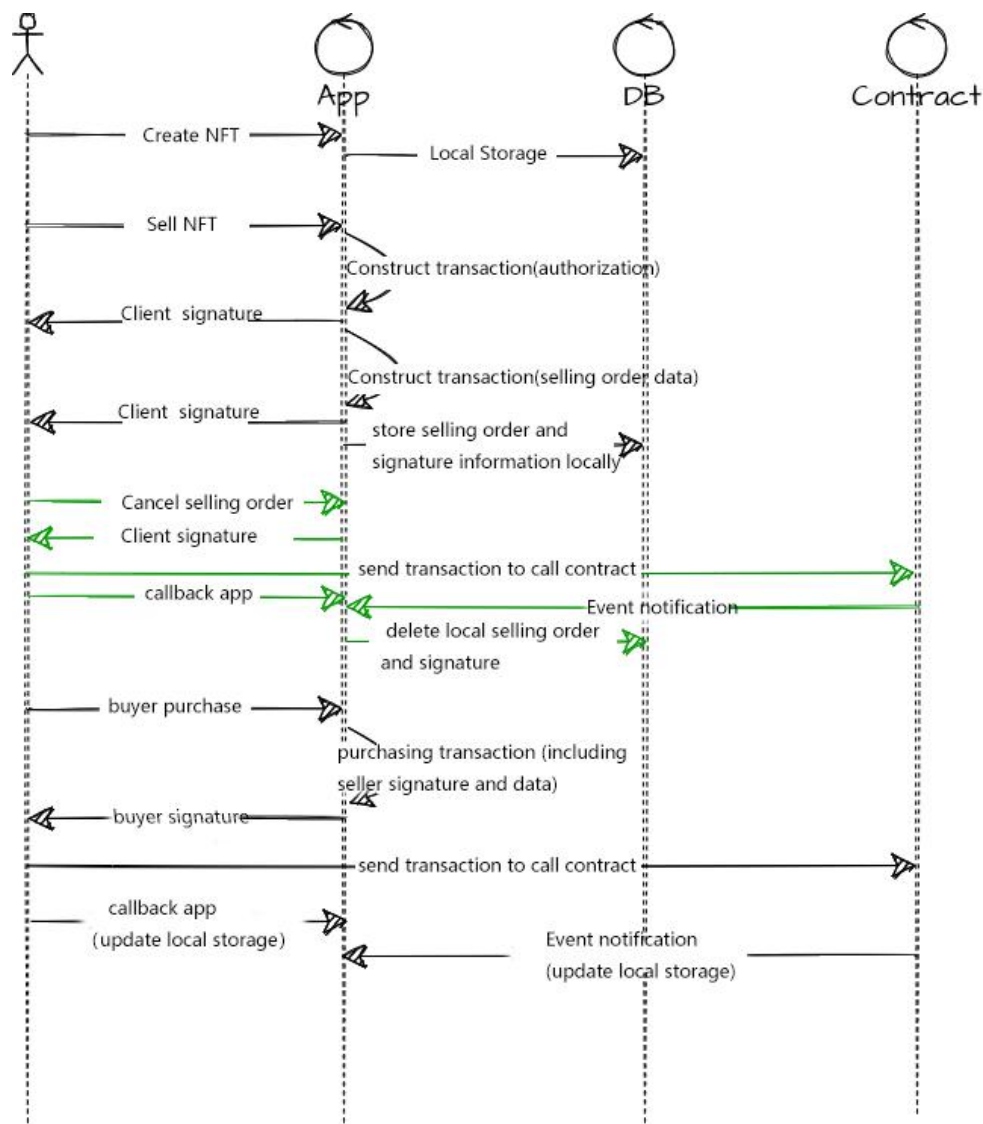 App
DB
Contract
Create NFT
Local Storage
Sell NFT
Construct transaction(authorization)
Client signature
Construct transaction(selling order data)
Client signature
store selling order and
signature information locally
Cancel selling order
Client signature
send transaction to call contract
callback app
Event notification
delete local selling order
and signature
buyer purchase
purchasing transaction (including
seller signature and data)
buyer signature
send transaction to call contract
callback app
(update local storage)
Event notification
(update local storage)